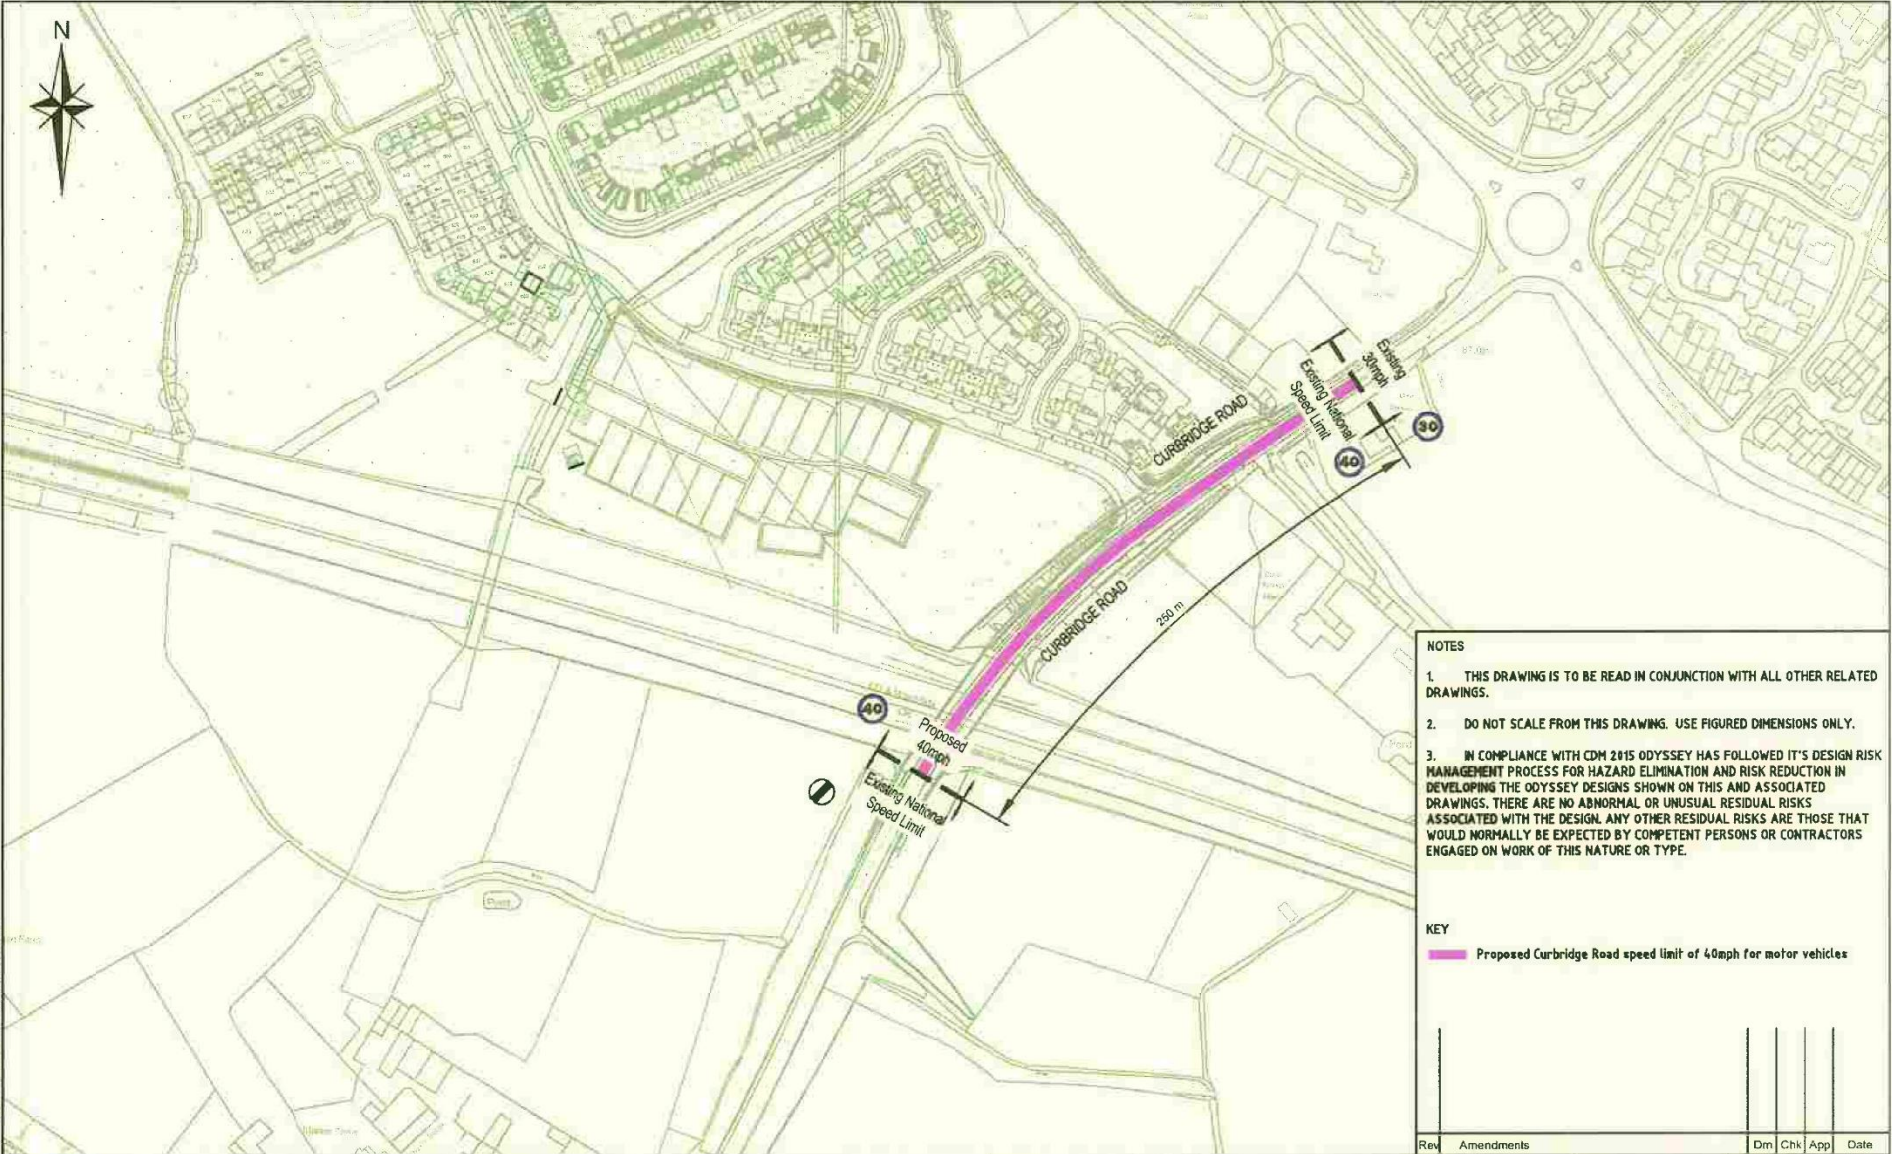 N
CURBRIDGE ROAD
Existing
30mph
Existing National
Speed Limit
30
40
CURBRIDGE ROAD
250 m
40
Proposed
40mph
Existing National
Speed Limit
Pond
Pond
NOTES
1. THIS DRAWING IS TO BE READ IN CONJUNCTION WITH ALL OTHER RELATED
DRAWINGS.
2. DO NOT SCALE FROM THIS DRAWING. USE FIGURED DIMENSIONS ONLY.
3. IN COMPLIANCE WITH CDM 2015 ODYSSEY HAS FOLLOWED IT'S DESIGN RISK
MANAGEMENT PROCESS FOR HAZARD ELIMINATION AND RISK REDUCTION IN
DEVELOPING THE ODYSSEY DESIGNS SHOWN ON THIS AND ASSOCIATED
DRAWINGS. THERE ARE NO ABNORMAL OR UNUSUAL RESIDUAL RISKS
ASSOCIATED WITH THE DESIGN. ANY OTHER RESIDUAL RISKS ARE THOSE THAT
WOULD NORMALLY BE EXPECTED BY COMPETENT PERSONS OR CONTRACTORS
ENGAGED ON WORK OF THIS NATURE OR TYPE.
KEY
Proposed Curbridge Road speed limit of 40mph for motor vehicles
Rev Amendments Drn Chk App Date